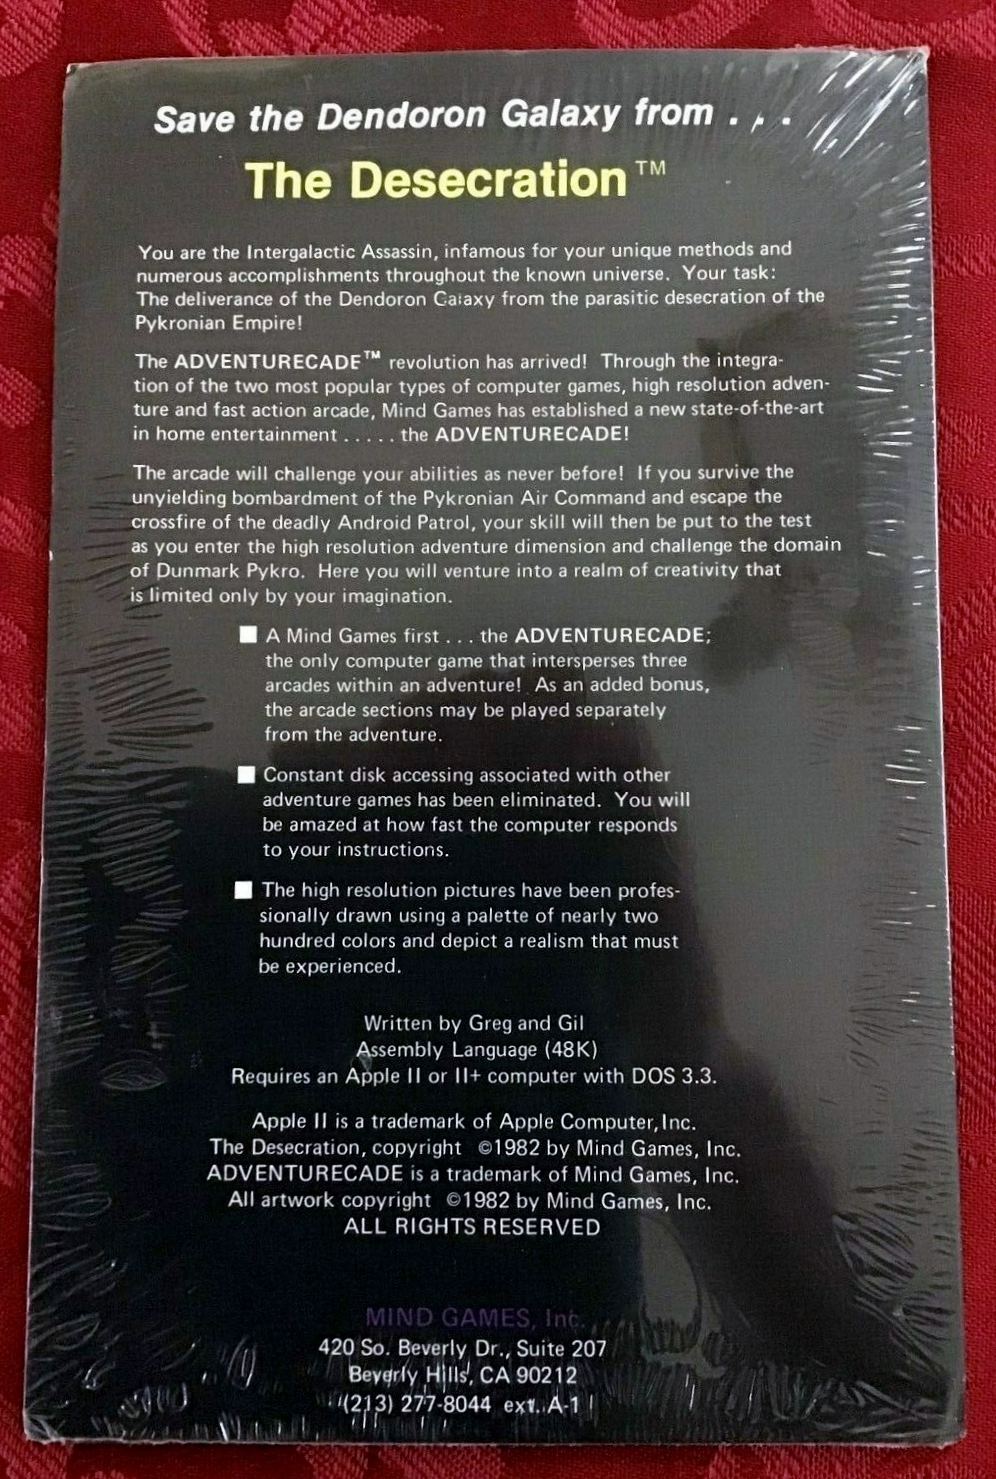 Save the Dendoron Galaxy from . . .
The Desecration™
You are the Intergalactic Assassin, infamous for your unique methods and
numerous accomplishments throughout the known universe. Your task:
The deliverance of the Dendoron Galaxy from the parasitic desecration of the
Pykronian Empire!
The ADVENTURECADE™ revolution has arrived! Through the integra-
tion of the two most popular types of computer games, high resolution adven-
ture and fast action arcade, Mind Games has established a new state-of-the-art
in home entertainment . . . . . the ADVENTURECADE!
The arcade will challenge your abilities as never before! If you survive the
unyielding bombardment of the Pykronian Air Command and escape the
crossfire of the deadly Android Patrol, your skill will then be put to the test
as you enter the high resolution adventure dimension and challenge the domain
of Dunmark Pykro. Here you will venture into a realm of creativity that
is limited only by your imagination.
■ A Mind Games first . . . the ADVENTURECADE;
the only computer game that intersperses three
arcades within an adventure! As an added bonus,
the arcade sections may be played separately
from the adventure.
■ Constant disk accessing associated with other
adventure games has been eliminated. You will
be amazed at how fast the computer responds
to your instructions.
■ The high resolution pictures have been profes-
sionally drawn using a palette of nearly two
hundred colors and depict a realism that must
be experienced.
Written by Greg and Gil
Assembly Language (48K)
Requires an Apple II or II+ computer with DOS 3.3.
Apple II is a trademark of Apple Computer, Inc.
The Desecration, copyright ©1982 by Mind Games, Inc.
ADVENTURECADE is a trademark of Mind Games, Inc.
All artwork copyright ©1982 by Mind Games, Inc.
ALL RIGHTS RESERVED
MIND GAMES, Inc.
420 So. Beverly Dr., Suite 207
Beverly Hills, CA 90212
(213) 277-8044 ext. A-1